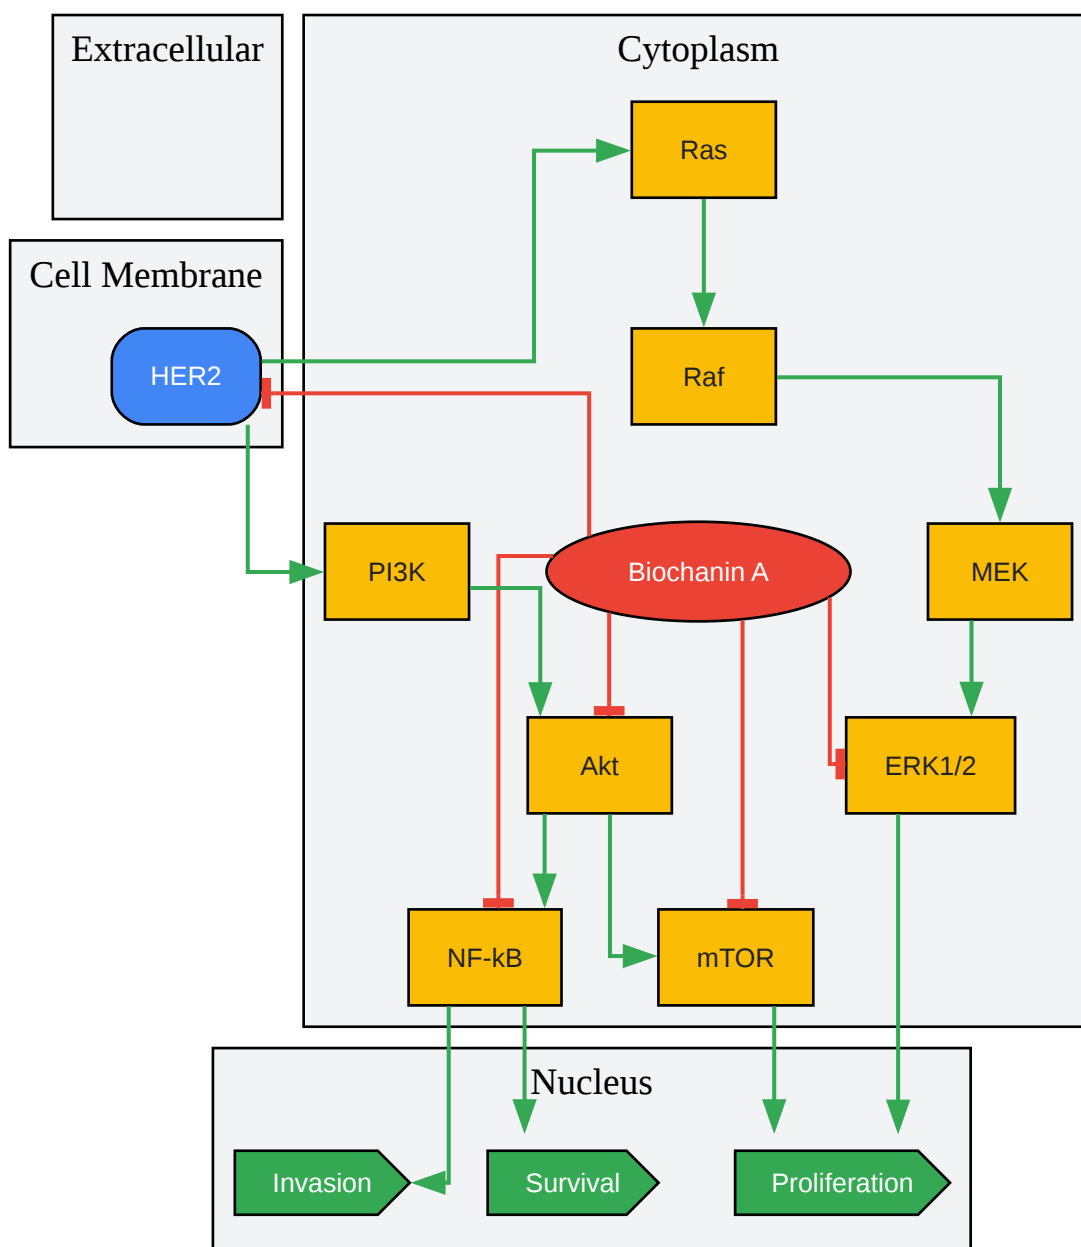 Extracellular
Cytoplasm
Ras
Cell Membrane
HER2
Raf
PI3K
Biochanin A
MEK
Akt
ERK1/2
NF-kB
mTOR
Nucleus
Invasion
Survival
Proliferation